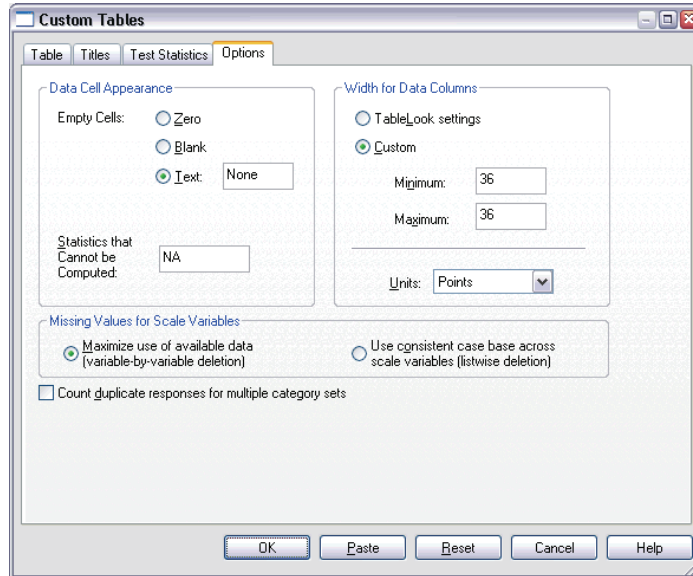 Custom Tables
Table Titles Test Statistics Options
Data Cell Appearance
Empty Cells:
Zero
Blank
Text: None
Statistics that
Cannot be
Computed:
NA
Width for Data Columns
TableLook settings
Custom
Minimum: 36
Maximum: 36
Units: Points
Missing Values for Scale Variables
Maximize use of available data
(variable-by-variable deletion)
Use consistent case base across
scale variables (listwise deletion)
Count duplicate responses for multiple category sets
OK Paste Reset Cancel Help